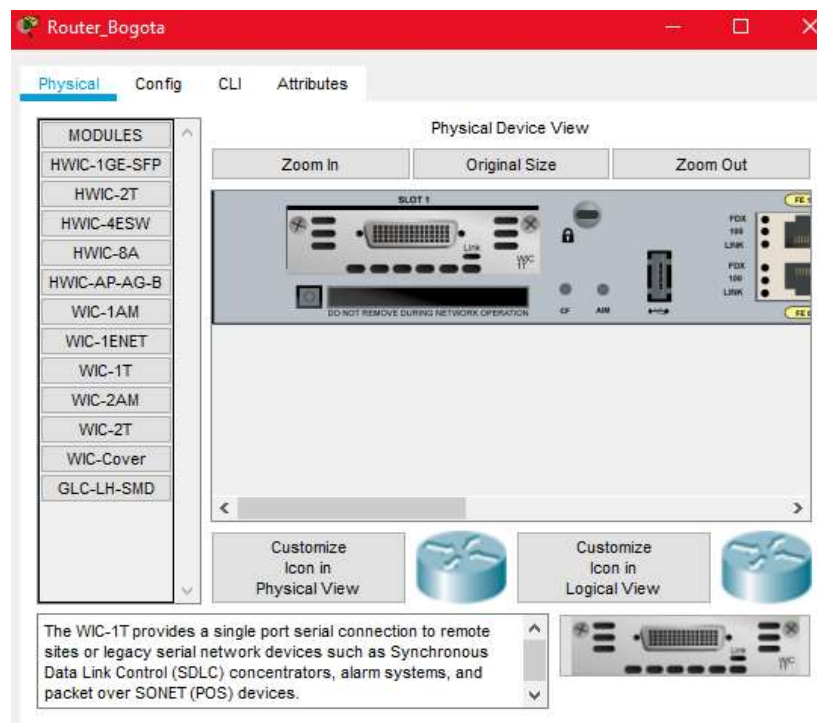 Router_Bogota
Physical
Config
CLI
Attributes
MODULES
HWIC-1GE-SFP
HWIC-2T
HWIC-4ESW
HWIC-8A
HWIC-AP-AG-B
WIC-1AM
WIC-1ENET
WIC-1T
WIC-2AM
WIC-2T
WIC-Cover
GLC-LH-SMD
Physical Device View
Zoom In
Original Size
Zoom Out
SLOT 1
Link
WIC
1T
DO NOT REMOVE DURING NETWORK OPERATION
CF
AIM
FDX
100
LINK
FDX
100
LINK
Customize
Icon in
Physical View
Customize
Icon in
Logical View
The WIC-1T provides a single port serial connection to remote
sites or legacy serial network devices such as Synchronous
Data Link Control (SDLC) concentrators, alarm systems, and
packet over SONET (POS) devices.
Link